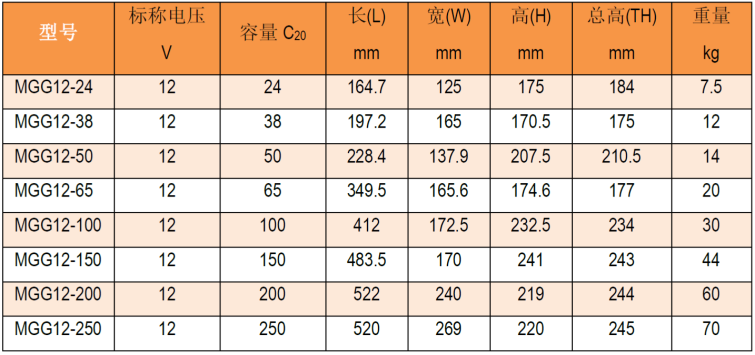 型号 标称电压 V 容量 C20 长(L) mm 宽(W) mm 高(H) mm 总高(TH) mm 重量 kg
MGG12-24 12 24 164.7 125 175 184 7.5
MGG12-38 12 38 197.2 165 170.5 175 12
MGG12-50 12 50 228.4 137.9 207.5 210.5 14
MGG12-65 12 65 349.5 165.6 174.6 177 20
MGG12-100 12 100 412 172.5 232.5 234 30
MGG12-150 12 150 483.5 170 241 243 44
MGG12-200 12 200 522 240 219 244 60
MGG12-250 12 250 520 269 220 245 70